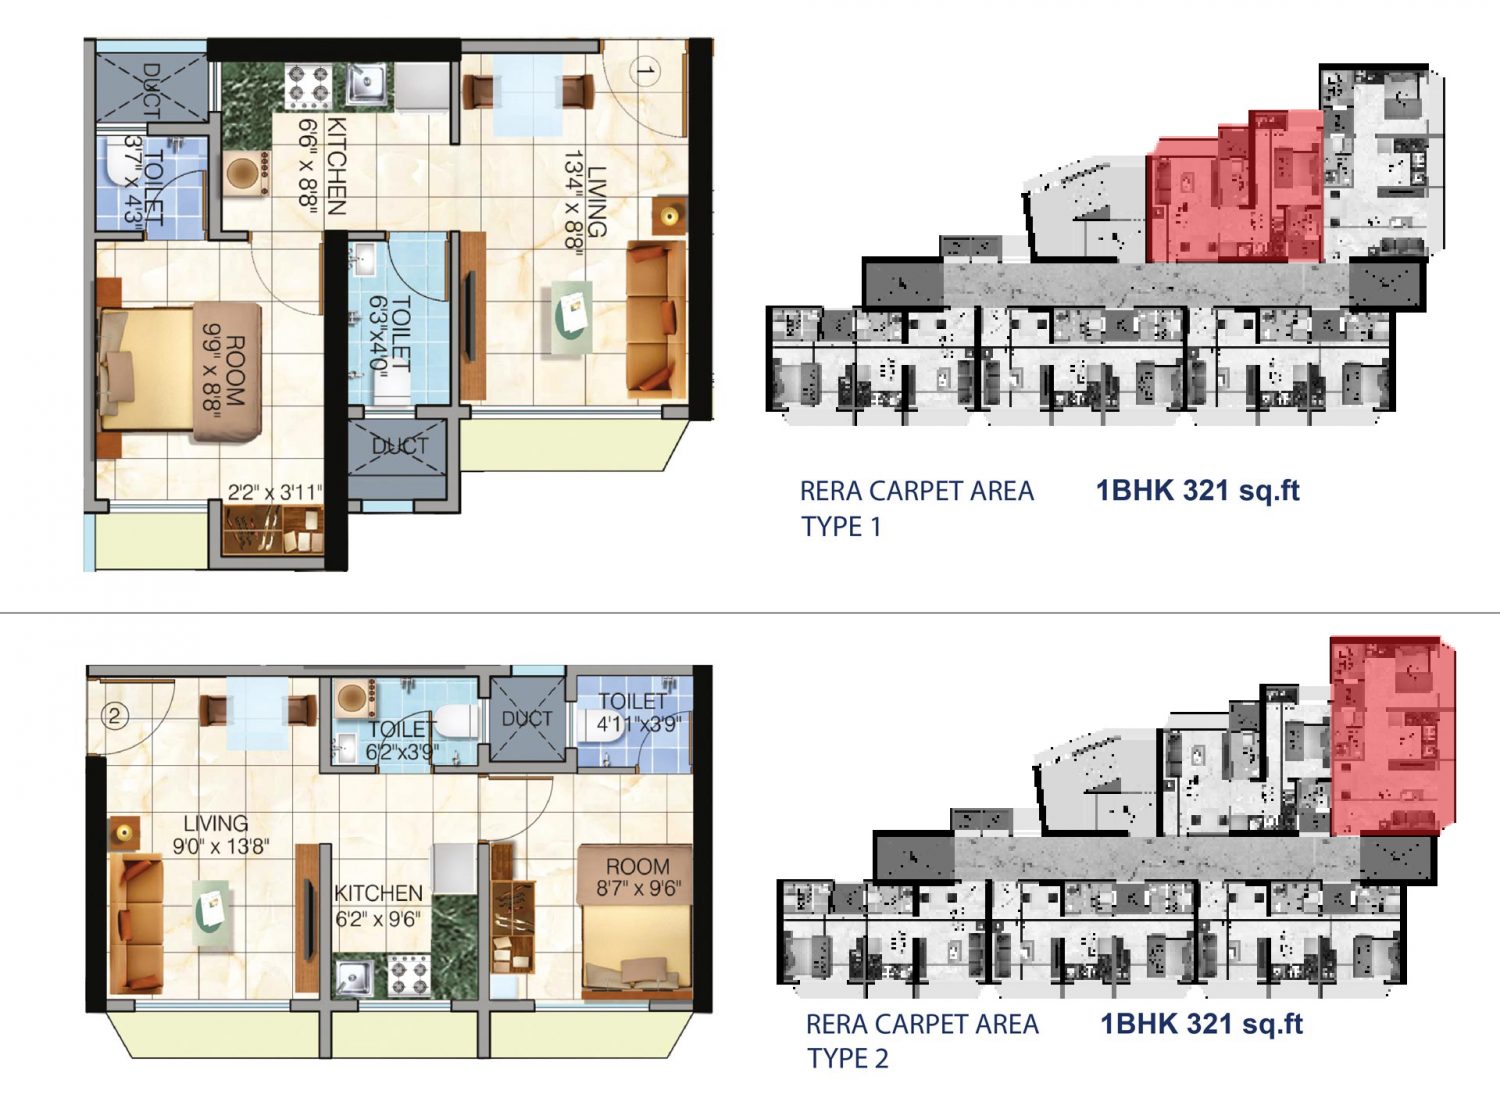 DUCT
1
KITCHEN
6'6" x 8'8"
LIVING
13'4" x 8'8"
TOILET
3'7" x 4'3"
ROOM
9'9" x 8'8"
TOILET
6'3"x4'0"
DUCT
2'2" x 3'11"
RERA CARPET AREA 1BHK 321 sq.ft
TYPE 1
2
TOILET
6'2"x3'9"
DUCT
TOILET
4'11"x3'9"
LIVING
9'0" x 13'8"
KITCHEN
6'2" x 9'6"
ROOM
8'7" x 9'6"
RERA CARPET AREA 1BHK 321 sq.ft
TYPE 2